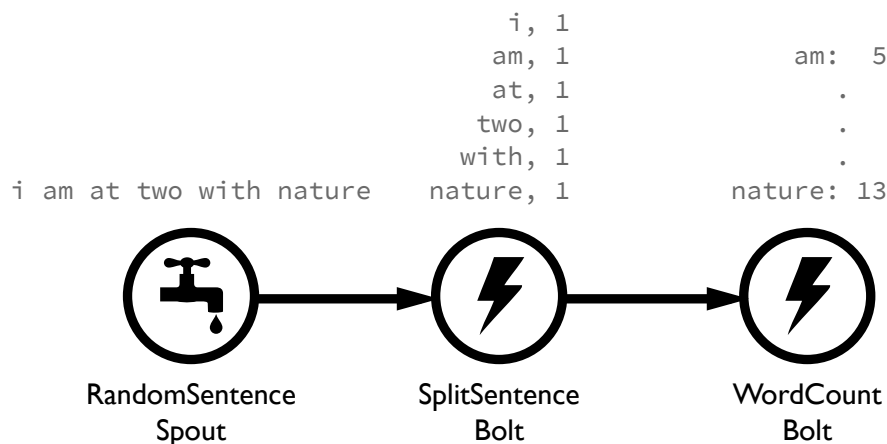 i, 1
am, 1
at, 1
two, 1
with, 1
nature, 1
am: 5
.
.
.
nature: 13
i am at two with nature
RandomSentence
Spout
SplitSentence
Bolt
WordCount
Bolt